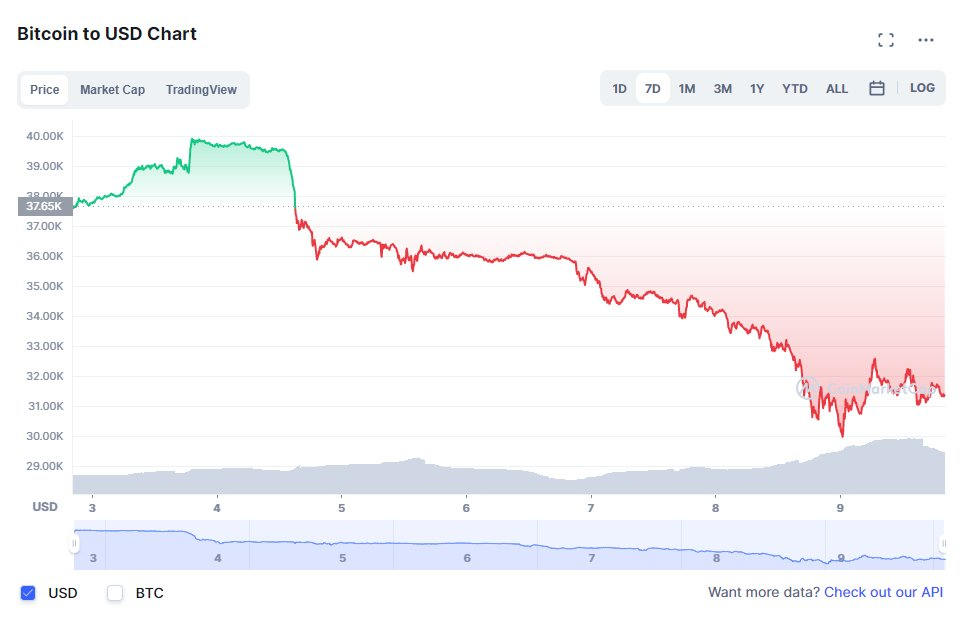 Bitcoin to USD Chart
Price Market Cap TradingView
1D 7D 1M 3M 1Y YTD ALL LOG
40.00K
39.00K
38.00K
37.65K
37.00K
36.00K
35.00K
34.00K
33.00K
32.00K
31.00K
30.00K
29.00K
CoinMarketCap
USD 3 4 5 6 7 8 9
3 4 5 6 7 8 9
USD BTC
Want more data? Check out our API